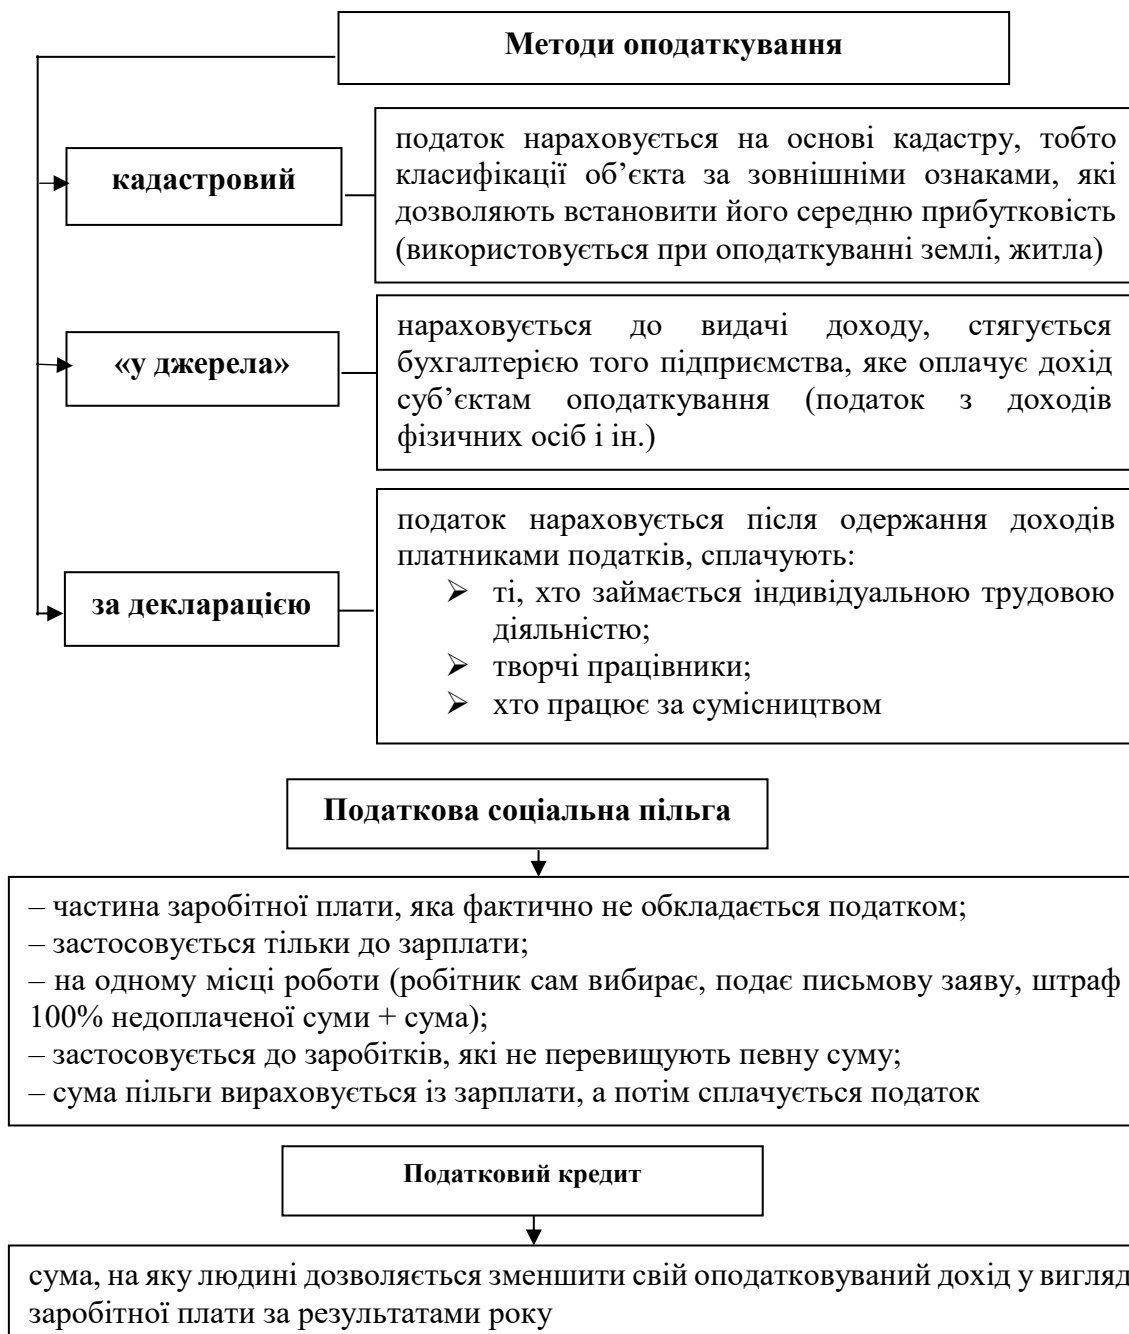 Методи оподаткування
кадастровий
податок нараховується на основі кадастру, тобто
класифікації об’єкта за зовнішніми ознаками, які
дозволяють встановити його середню прибутковість
(використовується при оподаткуванні землі, житла)
«у джерела»
нараховується до видачі доходу, стягується
бухгалтерією того підприємства, яке оплачує дохід
суб’єктам оподаткування (податок з доходів
фізичних осіб і ін.)
за декларацією
податок нараховується після одержання доходів
платниками податків, сплачують:
➢ ті, хто займається індивідуальною трудовою
діяльністю;
➢ творчі працівники;
➢ хто працює за сумісництвом
Податкова соціальна пільга
– частина заробітної плати, яка фактично не обкладається податком;
– застосовується тільки до зарплати;
– на одному місці роботи (робітник сам вибирає, подає письмову заяву, штраф
100% недоплаченої суми + сума);
– застосовується до заробітків, які не перевищують певну суму;
– сума пільги вираховується із зарплати, а потім сплачується податок
Податковий кредит
сума, на яку людині дозволяється зменшити свій оподатковуваний дохід у вигляд
заробітної плати за результатами року